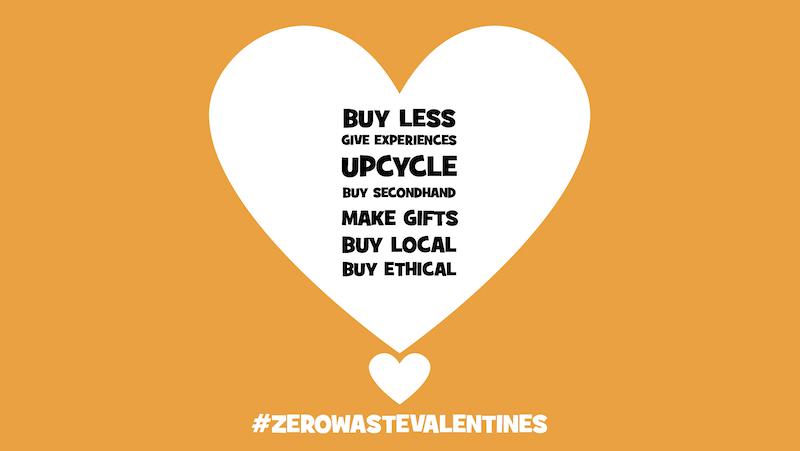 BUY LESS
GIVE EXPERIENCES
UPCYCLE
BUY SECONDHAND
MAKE GIFTS
BUY LOCAL
BUY ETHICAL
#ZEROWASTEVALENTINES